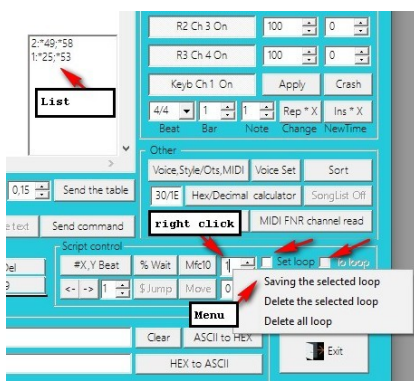 R2 Ch 3 On 100 0
2:*49;*58
1:*25;*53
R3 Ch 4 On 100 0
Keyb Ch 1 On Apply Crash
List
4/4 1 1 Rep * X Ins * X
Beat Bar Note Change NewTime
Other
Voice,Style/Ots,MIDI Voice Set Sort
0,15 Send the table
30/1E Hex/Decimal calculator SongList Off
e text Send command
right click MIDI FNR channel read
Script control
Del #X,Y Beat % Wait Mfc10 1 Set loop To loop
9 <- -> 1 $Jump Move 0
Saving the selected loop
Menu
Delete the selected loop
Delete all loop
Clear ASCII to HEX
Exit
HEX to ASCII